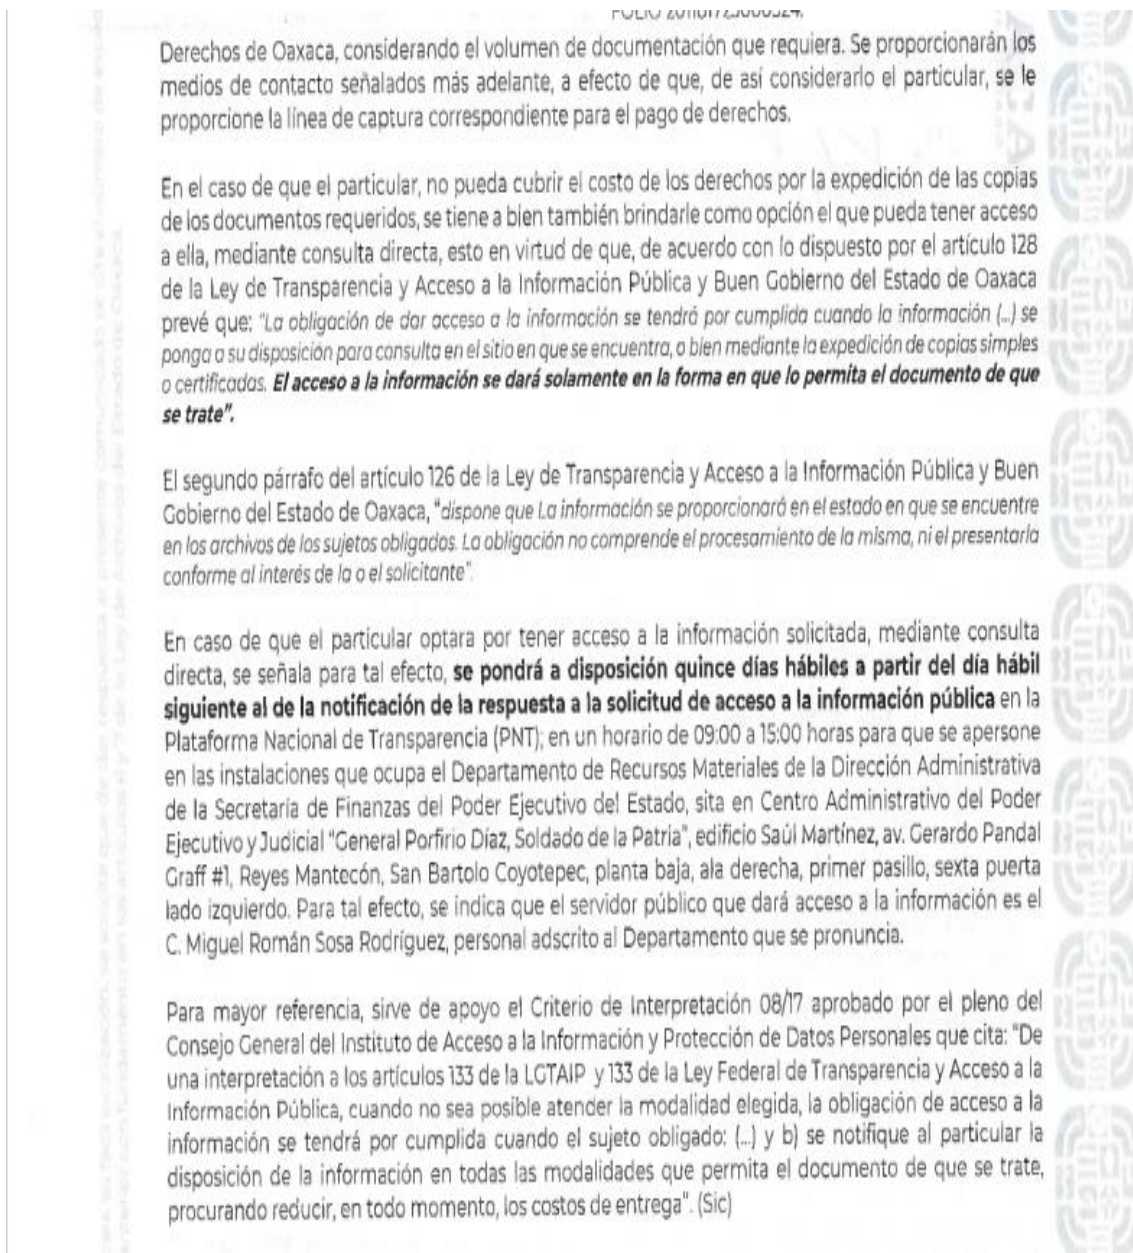 Derechos de Oaxaca, considerando el volumen de documentación que requiera. Se proporcionarán los
medios de contacto señalados más adelante, a efecto de que, de así considerarlo el particular, se le
proporcione la línea de captura correspondiente para el pago de derechos.
En el caso de que el particular, no pueda cubrir el costo de los derechos por la expedición de las copias
de los documentos requeridos, se tiene a bien también brindarle como opción el que pueda tener acceso
a ella, mediante consulta directa, esto en virtud de que, de acuerdo con lo dispuesto por el artículo 128
de la Ley de Transparencia y Acceso a la Información Pública y Buen Gobierno del Estado de Oaxaca
prevé que: "La obligación de dar acceso a la información se tendrá por cumplida cuando la información (...) se
ponga a su disposición para consulta en el sitio en que se encuentra, o bien mediante la expedición de copias simples
o certificadas. El acceso a la información se dará solamente en la forma en que lo permita el documento de que
se trate".
El segundo párrafo del artículo 126 de la Ley de Transparencia y Acceso a la Información Pública y Buen
Gobierno del Estado de Oaxaca, "dispone que La información se proporcionará en el estado en que se encuentre
en los archivos de los sujetos obligados. La obligación no comprende el procesamiento de la misma, ni el presentarla
conforme al interés de la o el solicitante".
En caso de que el particular optara por tener acceso a la información solicitada, mediante consulta
directa, se señala para tal efecto, se pondrá a disposición quince días hábiles a partir del día hábil
siguiente al de la notificación de la respuesta a la solicitud de acceso a la información pública en la
Plataforma Nacional de Transparencia (PNT); en un horario de 09:00 a 15:00 horas para que se apersone
en las instalaciones que ocupa el Departamento de Recursos Materiales de la Dirección Administrativa
de la Secretaría de Finanzas del Poder Ejecutivo del Estado, sita en Centro Administrativo del Poder
Ejecutivo y Judicial "General Porfirio Díaz, Soldado de la Patria", edificio Saúl Martínez, av. Gerardo Pandal
Graff #1, Reyes Mantecón, San Bartolo Coyotepec, planta baja, ala derecha, primer pasillo, sexta puerta
lado izquierdo. Para tal efecto, se indica que el servidor público que dará acceso a la información es el
C. Miguel Román Sosa Rodríguez, personal adscrito al Departamento que se pronuncia.
Para mayor referencia, sirve de apoyo el Criterio de Interpretación 08/17 aprobado por el pleno del
Consejo General del Instituto de Acceso a la Información y Protección de Datos Personales que cita: "De
una interpretación a los artículos 133 de la LGTAIP y 133 de la Ley Federal de Transparencia y Acceso a la
Información Pública, cuando no sea posible atender la modalidad elegida, la obligación de acceso a la
información se tendrá por cumplida cuando el sujeto obligado: (...) y b) se notifique al particular la
disposición de la información en todas las modalidades que permita el documento de que se trate,
procurando reducir, en todo momento, los costos de entrega". (Sic)